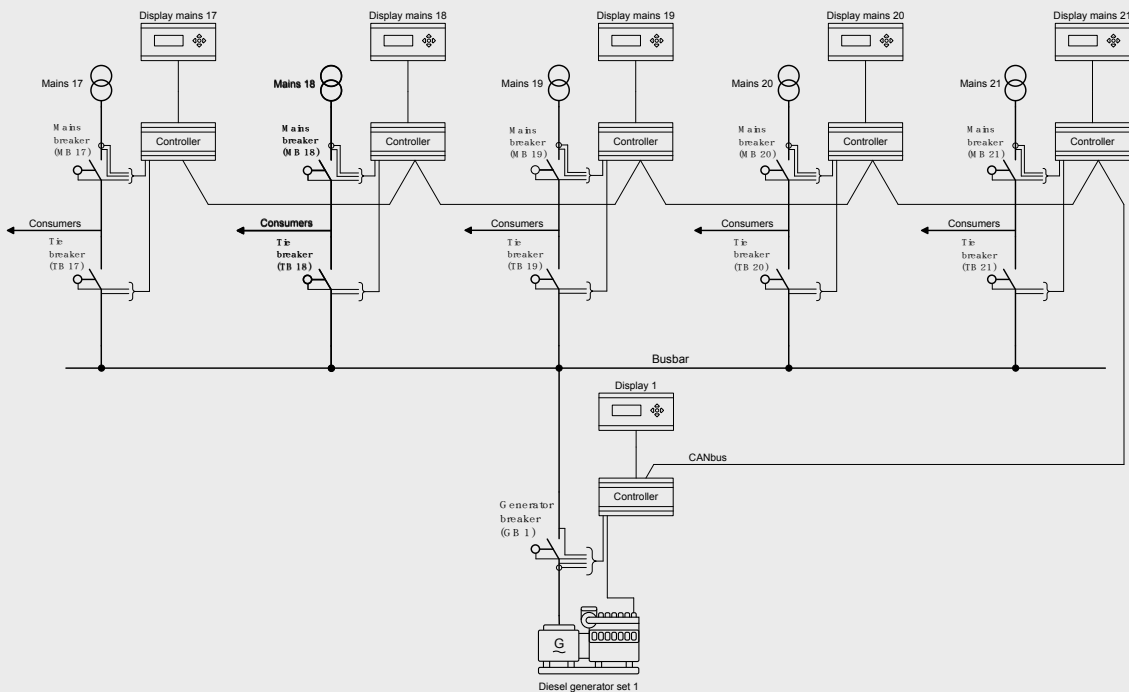 Display mains 17
Display mains 18
Display mains 19
Display mains 20
Display mains 21
Mains 17
Mains 18
Mains 19
Mains 20
Mains 21
Mains
breaker
(MB 17)
Controller
Mains
breaker
(MB 18)
Controller
Mains
breaker
(MB 19)
Controller
Mains
breaker
(MB 20)
Controller
Mains
breaker
(MB 21)
Controller
Consumers
Consumers
Consumers
Consumers
Consumers
Tie
breaker
(TB 17)
Tie
breaker
(TB 18)
Tie
breaker
(TB 19)
Tie
breaker
(TB 20)
Tie
breaker
(TB 21)
Busbar
Display 1
CANbus
Controller
Generator
breaker
(GB 1)
G
~
Diesel generator set 1